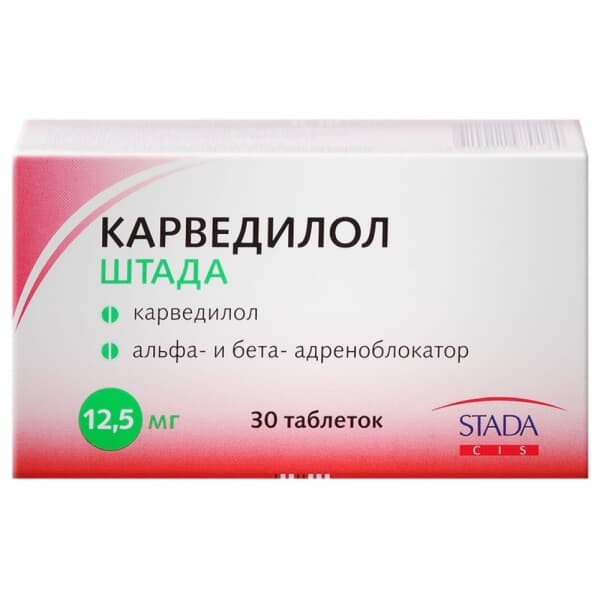 КАРВЕДИЛОЛ
ШТАДА
карведилол
альфа- и бета- адреноблокатор
12,5 мг
30 таблеток
STADA
CIS